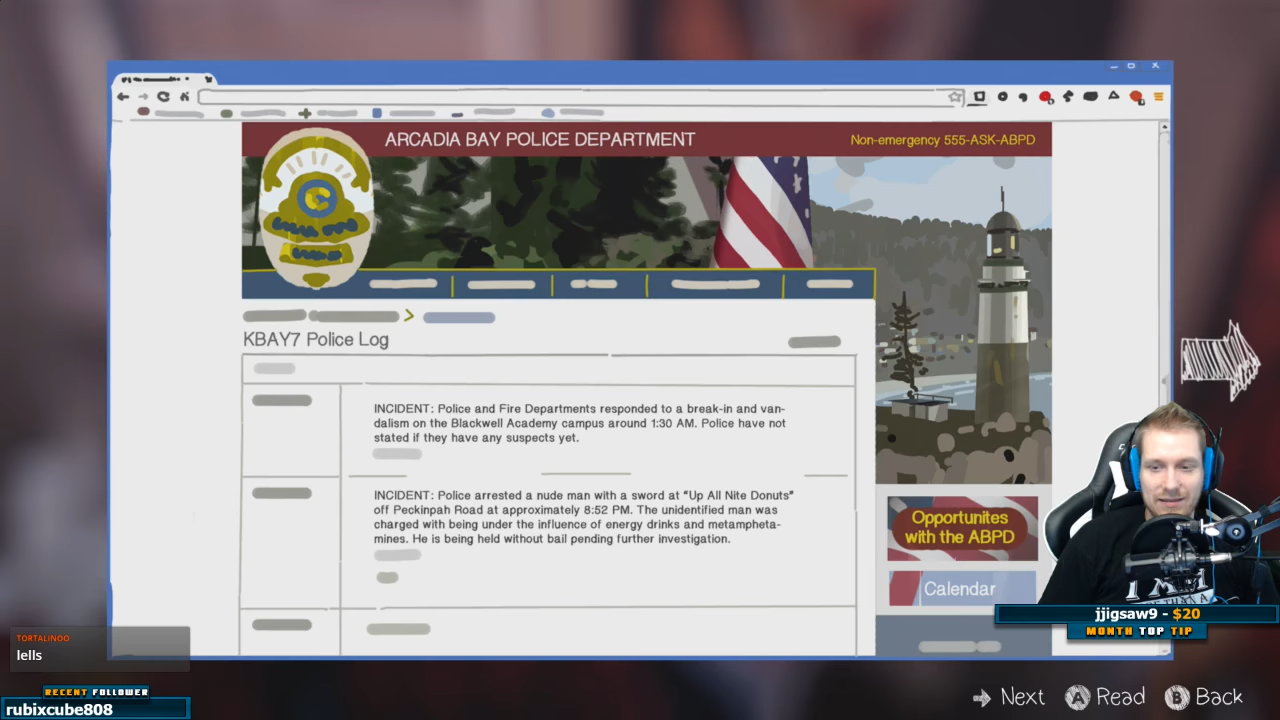 ARCADIA BAY POLICE DEPARTMENT
Non-emergency 555-ASK-ABPD
KBAY7 Police Log
INCIDENT: Police and Fire Departments responded to a break-in and van-
dalism on the Blackwell Academy campus around 1:30 AM. Police have not
stated if they have any suspects yet.
INCIDENT: Police arrested a nude man with a sword at "Up All Nite Donuts"
off Peckinpah Road at approximately 8:52 PM. The unidentified man was
charged with being under the influence of energy drinks and metampheta-
mines. He is being held without bail pending further investigation.
Opportunites
with the ABPD
Calendar
I AM
jjigsaw9 - $20
MONTH TOP TIP
TORTALINOO
lells
RECENT FOLLOWER
rubixcube808
Next
A Read
B Back